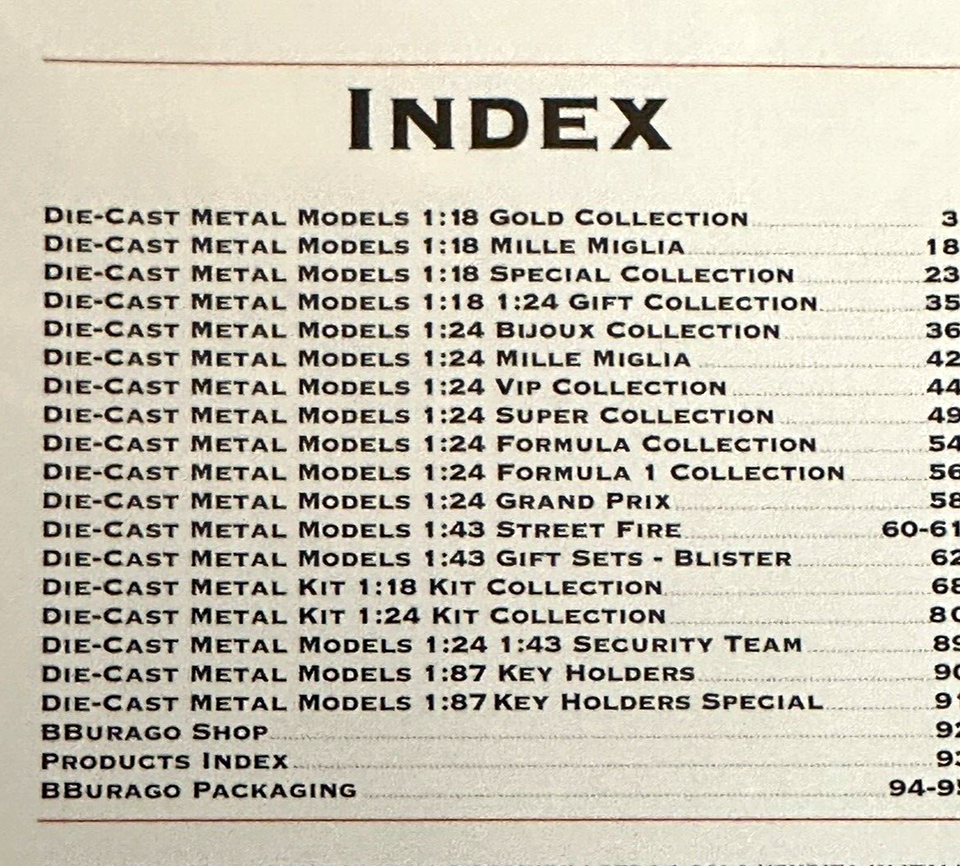 INDEX
DIE-CAST METAL MODELS 1:18 GOLD COLLECTION 3
DIE-CAST METAL MODELS 1:18 MILLE MIGLIA 18
DIE-CAST METAL MODELS 1:18 SPECIAL COLLECTION 23
DIE-CAST METAL MODELS 1:18 1:24 GIFT COLLECTION 35
DIE-CAST METAL MODELS 1:24 BIJOUX COLLECTION 36
DIE-CAST METAL MODELS 1:24 MILLE MIGLIA 42
DIE-CAST METAL MODELS 1:24 VIP COLLECTION 44
DIE-CAST METAL MODELS 1:24 SUPER COLLECTION 49
DIE-CAST METAL MODELS 1:24 FORMULA COLLECTION 54
DIE-CAST METAL MODELS 1:24 FORMULA 1 COLLECTION 56
DIE-CAST METAL MODELS 1:24 GRAND PRIX 58
DIE-CAST METAL MODELS 1:43 STREET FIRE 60-61
DIE-CAST METAL MODELS 1:43 GIFT SETS - BLISTER 62
DIE-CAST METAL KIT 1:18 KIT COLLECTION 68
DIE-CAST METAL KIT 1:24 KIT COLLECTION 80
DIE-CAST METAL MODELS 1:24 1:43 SECURITY TEAM 89
DIE-CAST METAL MODELS 1:87 KEY HOLDERS 90
DIE-CAST METAL MODELS 1:87 KEY HOLDERS SPECIAL 91
BBURAGO SHOP 92
PRODUCTS INDEX 93
BBURAGO PACKAGING 94-95